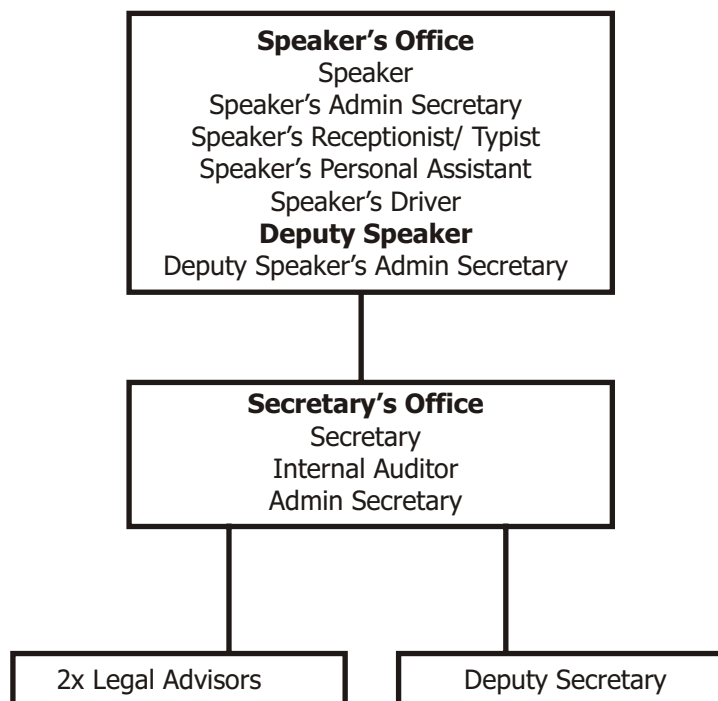 Speaker’s Office
Speaker
Speaker’s Admin Secretary
Speaker’s Receptionist/ Typist
Speaker’s Personal Assistant
Speaker’s Driver
Deputy Speaker
Deputy Speaker’s Admin Secretary
Secretary’s Office
Secretary
Internal Auditor
Admin Secretary
2x Legal Advisors
Deputy Secretary